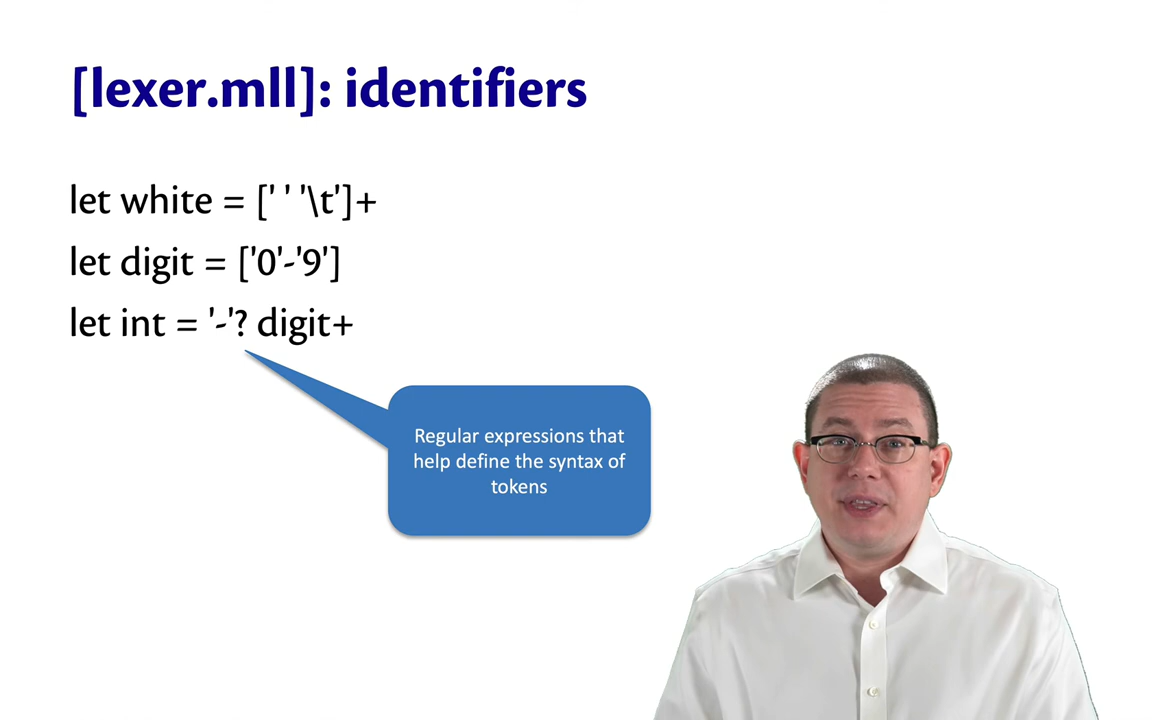 [lexer.mll]: identifiers
let white = [' ' '\t']+
let digit = ['0'-'9']
let int = '-'? digit+
Regular expressions that
help define the syntax of
tokens